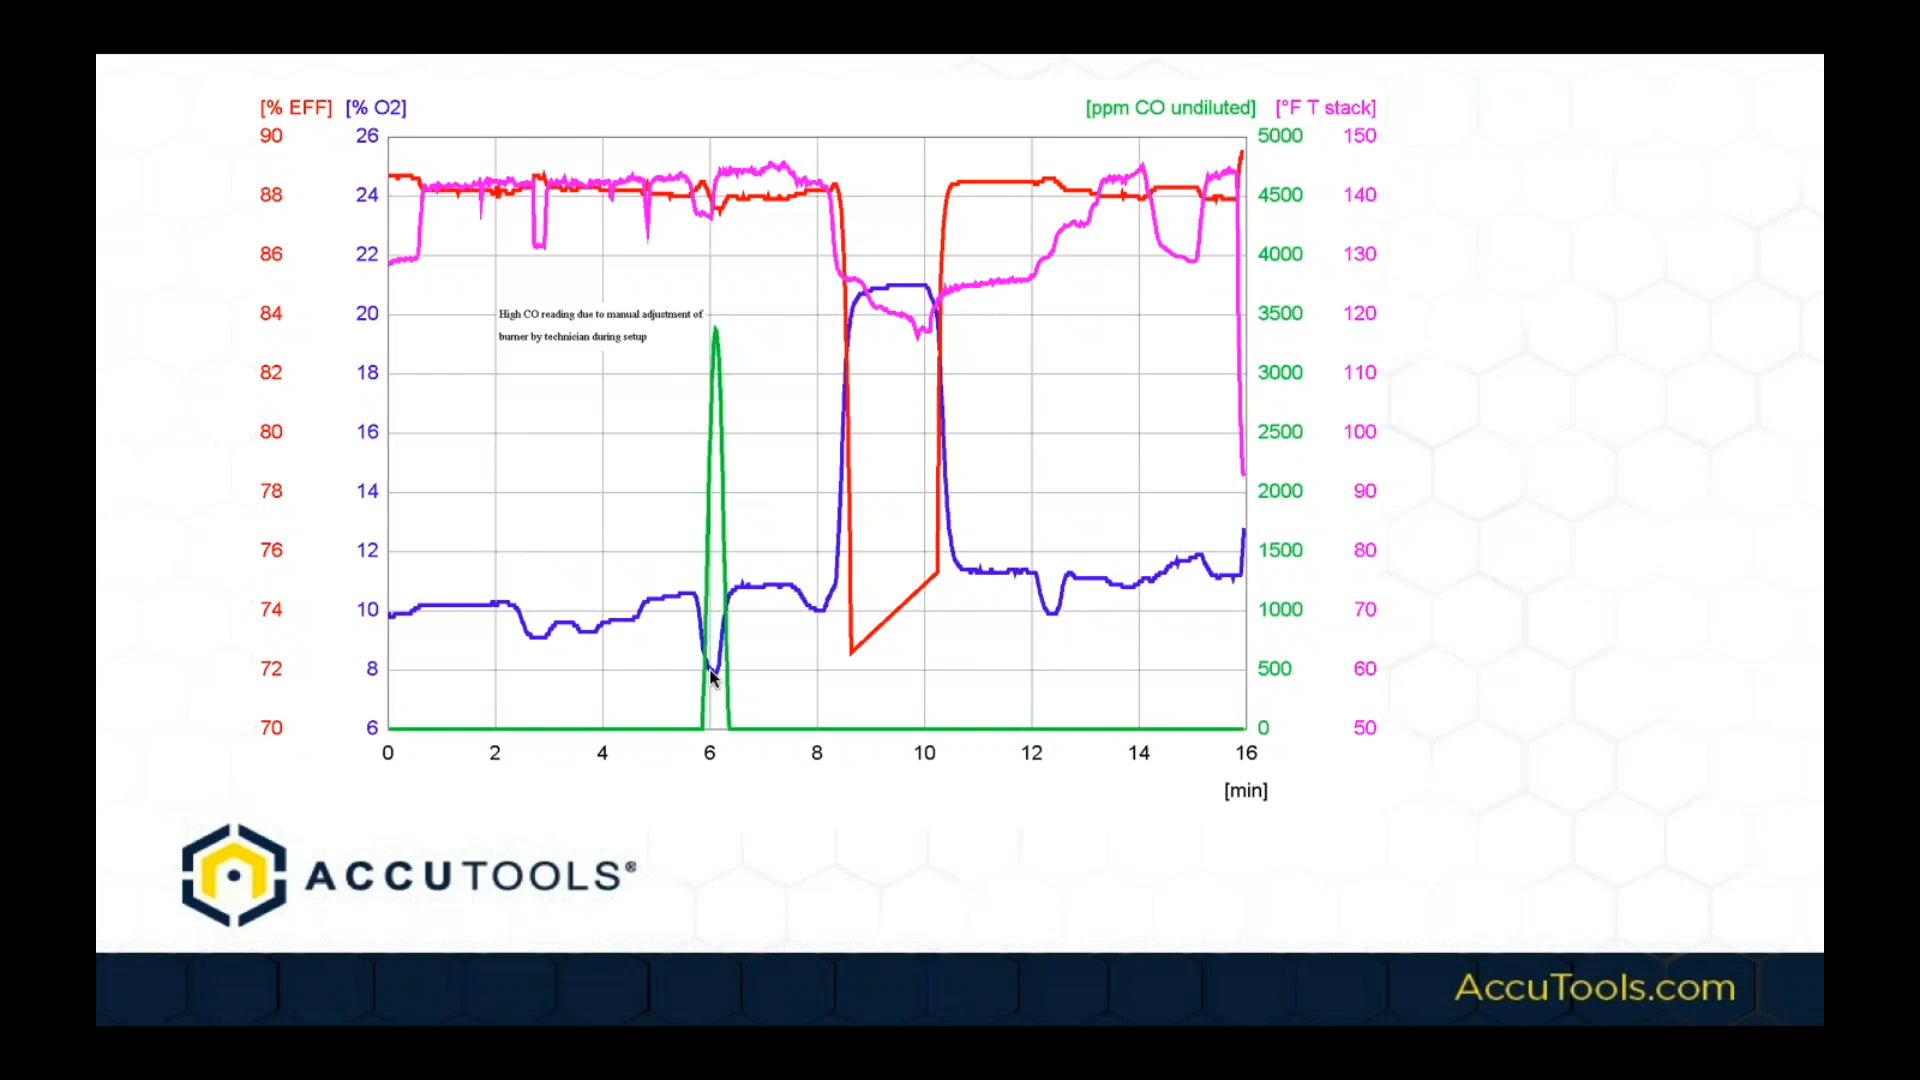 [% EFF] [% O2] [ppm CO undiluted] [°F T stack]
90 26 5000 150
88 24 4500 140
86 22 4000 130
84 20 3500 120
High CO reading due to manual adjustment of
burner by technician during setup
82 18 3000 110
80 16 2500 100
78 14 2000 90
76 12 1500 80
74 10 1000 70
72 8 500 60
70 6 0 50
0 2 4 6 8 10 12 14 16
[min]
ACCUTOOLS®
AccuTools.com